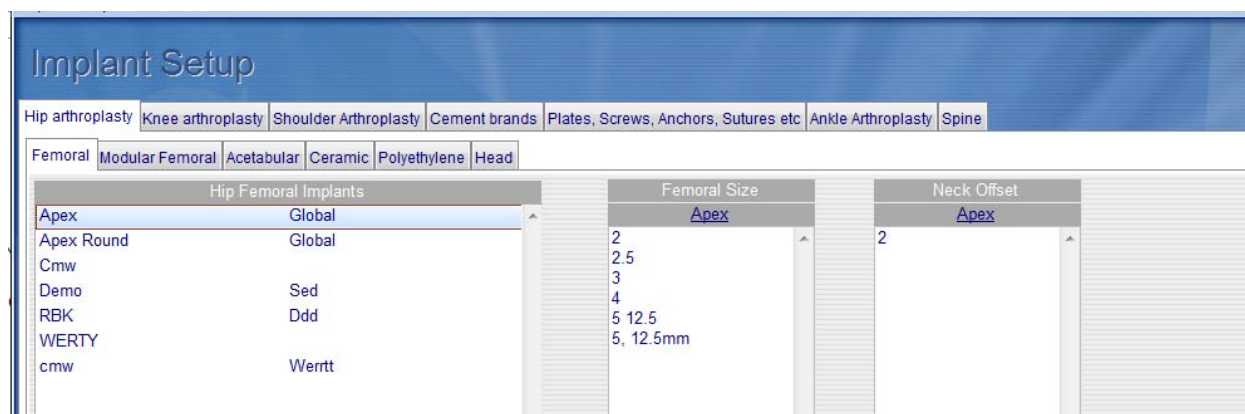 Implant Setup
Hip arthroplasty Knee arthroplasty Shoulder Arthroplasty Cement brands Plates, Screws, Anchors, Sutures etc Ankle Arthroplasty Spine
Femoral Modular Femoral Acetabular Ceramic Polyethylene Head
Hip Femoral Implants
Apex Global
Apex Round Global
Cmw
Demo Sed
RBK Ddd
WERTY
cmw Werrtt
Femoral Size
Apex
2
2.5
3
4
5 12.5
5, 12.5mm
Neck Offset
Apex
2